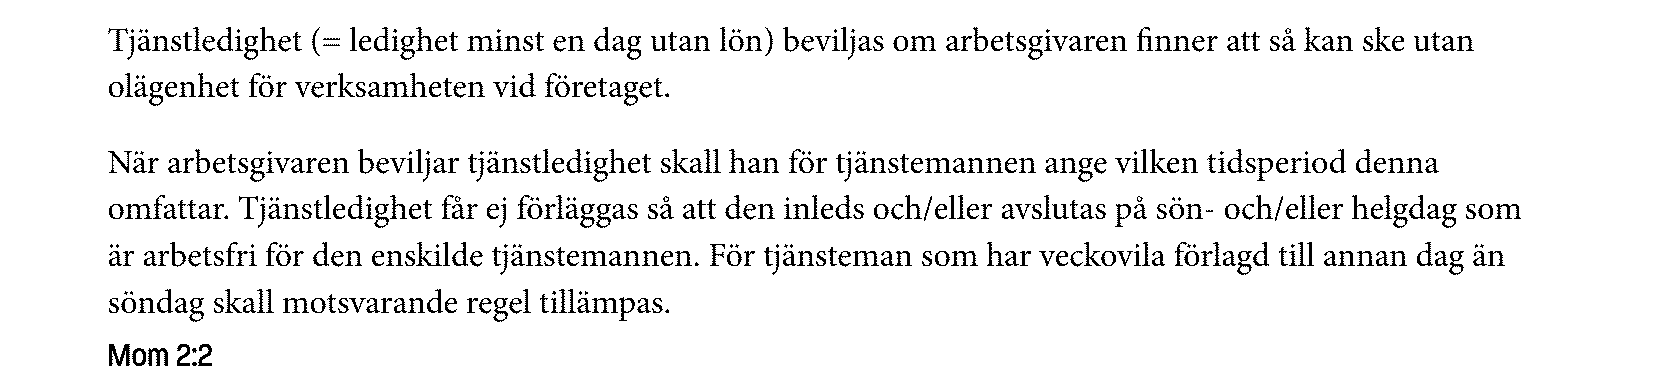 Tjänstledighet (= ledighet minst en dag utan lön) beviljas om arbetsgivaren finner att så kan ske utan
olägenhet för verksamheten vid företaget.
När arbetsgivaren beviljar tjänstledighet skall han för tjänstemannen ange vilken tidsperiod denna
omfattar. Tjänstledighet får ej förläggas så att den inleds och/eller avslutas på sön- och/eller helgdag som
är arbetsfri för den enskilde tjänstemannen. För tjänsteman som har veckovila förlagd till annan dag än
söndag skall motsvarande regel tillämpas.
Mom 2:2